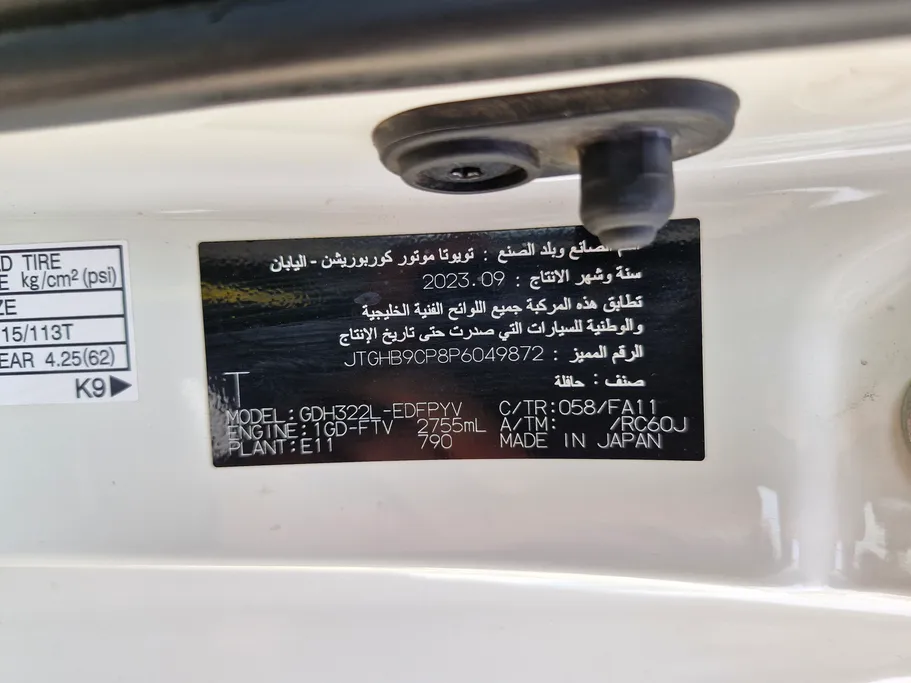 D TIRE
E kg/cm² (psi)
ZE
15/113T
EAR 4.25(62)
K9
الصانع وبلد الصنع : تويوتا موتور كوربوريشن - اليابان
سنة وشهر الانتاج : 2023.09
تطابق هذه المركبة جميع اللوائح الفنية الخليجية
والوطنية للسيارات التي صدرت حتى تاريخ الإنتاج
الرقم المميز : JTGHB9CP8P6049872
صنف : حافلة
T
MODEL:GDH322L-EDFPYV C/TR:058/FA11
ENGINE:1GD-FTV 2755mL A/TM: /RC60J
PLANT:E11 790 MADE IN JAPAN